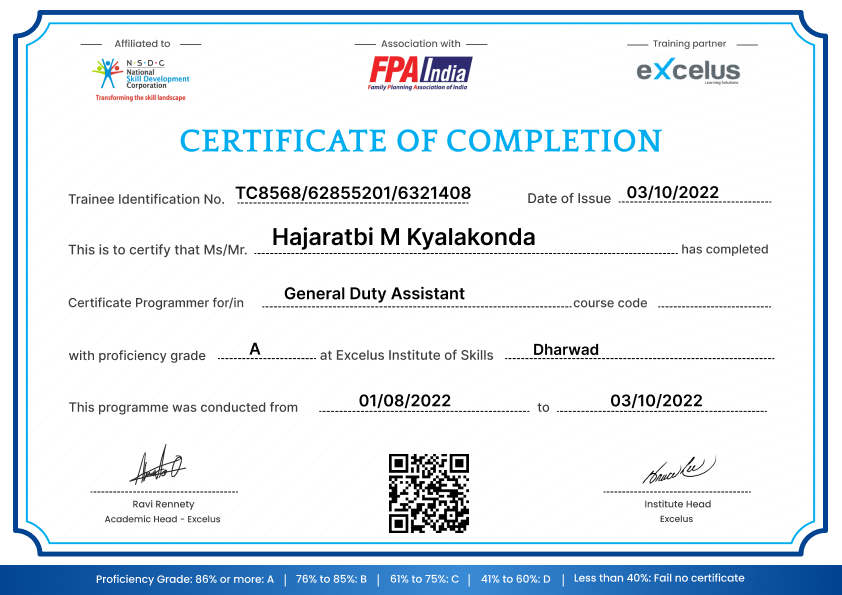 Affiliated to
N·S·D·C
National
Skill Development
Corporation
Transforming the skill landscape
Association with
FPA India
Family Planning Association of India
Training partner
eXcelus
Learning Solutions
CERTIFICATE OF COMPLETION
Trainee Identification No. TC8568/62855201/6321408 Date of Issue 03/10/2022
This is to certify that Ms/Mr. Hajaratbi M Kyalakonda has completed
Certificate Programmer for/in General Duty Assistant course code
with proficiency grade A at Excelus Institute of Skills Dharwad
This programme was conducted from 01/08/2022 to 03/10/2022
Ravi Rennety
Academic Head - Excelus
Institute Head
Excelus
Proficiency Grade: 86% or more: A | 76% to 85%: B | 61% to 75%: C | 41% to 60%: D | Less than 40%: Fail no certificate